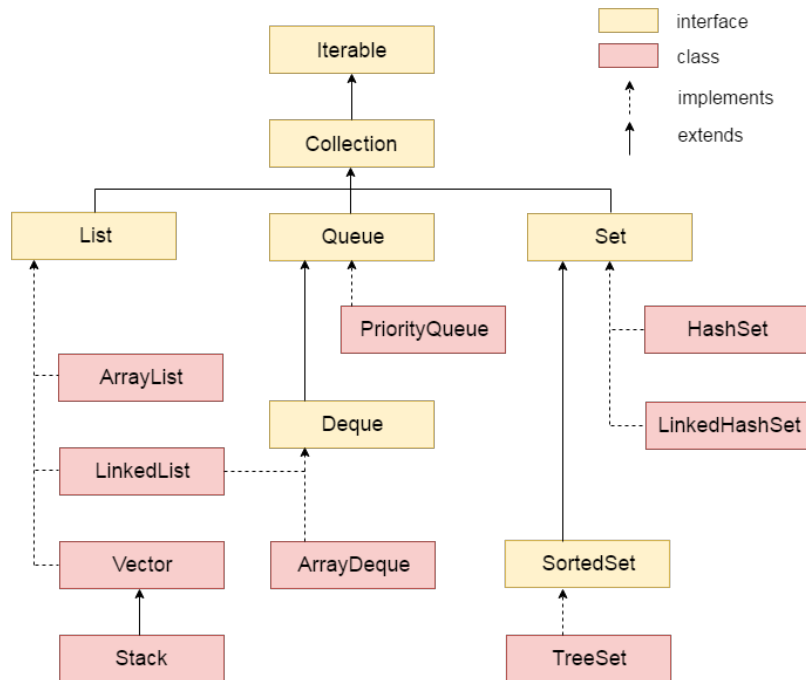 interface
Iterable
class
implements
extends
Collection
List
Queue
Set
PriorityQueue
HashSet
ArrayList
Deque
LinkedHashSet
LinkedList
Vector
ArrayDeque
SortedSet
Stack
TreeSet